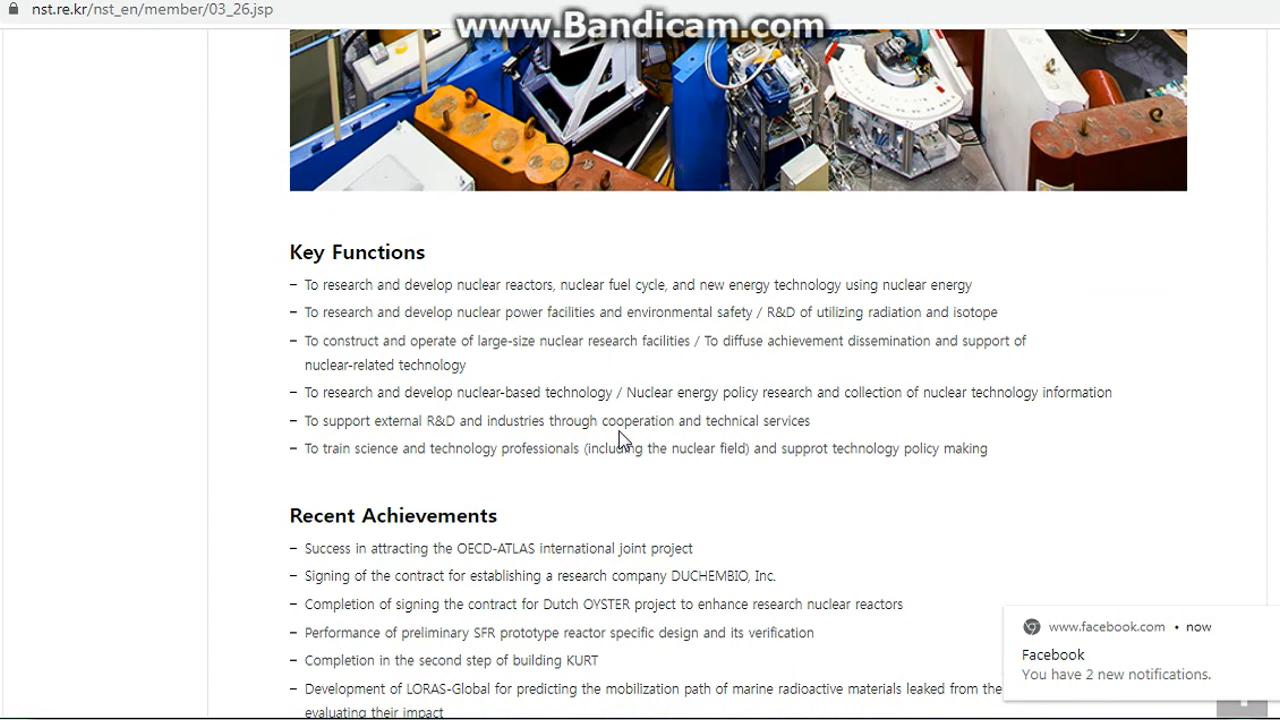 nst.re.kr/nst_en/member/03_26.jsp
www.Bandicam.com
Key Functions
– To research and develop nuclear reactors, nuclear fuel cycle, and new energy technology using nuclear energy
– To research and develop nuclear power facilities and environmental safety / R&D of utilizing radiation and isotope
– To construct and operate of large-size nuclear research facilities / To diffuse achievement dissemination and support of
nuclear-related technology
– To research and develop nuclear-based technology / Nuclear energy policy research and collection of nuclear technology information
– To support external R&D and industries through cooperation and technical services
– To train science and technology professionals (including the nuclear field) and supprot technology policy making
Recent Achievements
– Success in attracting the OECD-ATLAS international joint project
– Signing of the contract for establishing a research company DUCHEMBIO, Inc.
– Completion of signing the contract for Dutch OYSTER project to enhance research nuclear reactors
– Performance of preliminary SFR prototype reactor specific design and its verification
– Completion in the second step of building KURT
– Development of LORAS-Global for predicting the mobilization path of marine radioactive materials leaked from the
evaluating their impact
www.facebook.com • now
Facebook
You have 2 new notifications.